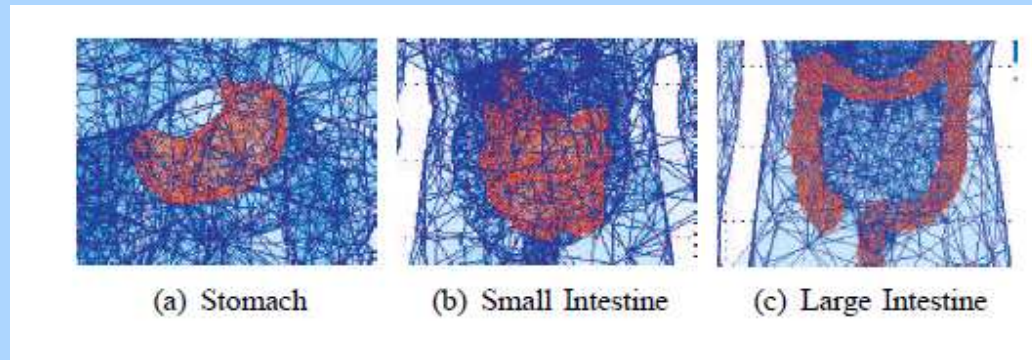 (a) Stomach
(b) Small Intestine
(c) Large Intestine